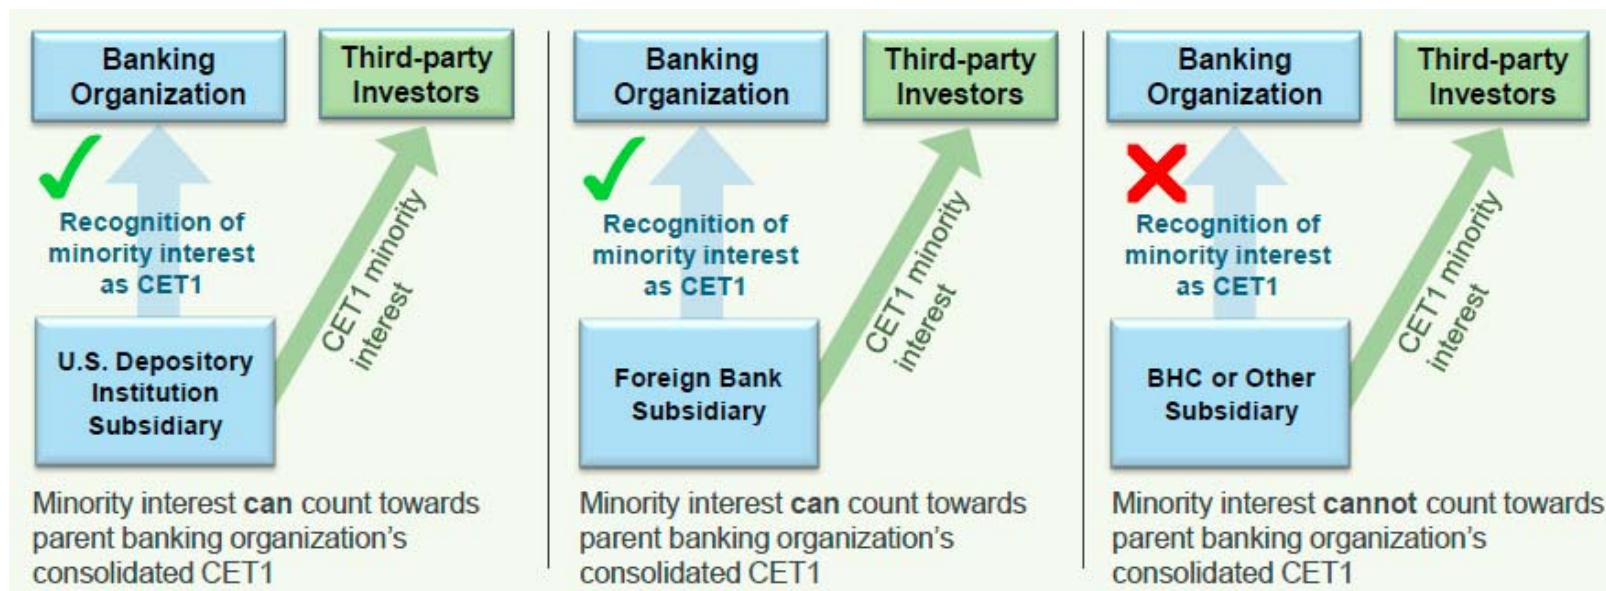 Banking
Organization
Third-party
Investors
Recognition of
minority interest
as CET1
CET1 minority
interest
U.S. Depository
Institution
Subsidiary
Minority interest can count towards
parent banking organization's
consolidated CET1
Banking
Organization
Third-party
Investors
Recognition of
minority interest
as CET1
CET1 minority
interest
Foreign Bank
Subsidiary
Minority interest can count towards
parent banking organization's
consolidated CET1
Banking
Organization
Third-party
Investors
Recognition of
minority interest
as CET1
CET1 minority
interest
BHC or Other
Subsidiary
Minority interest cannot count towards
parent banking organization's
consolidated CET1